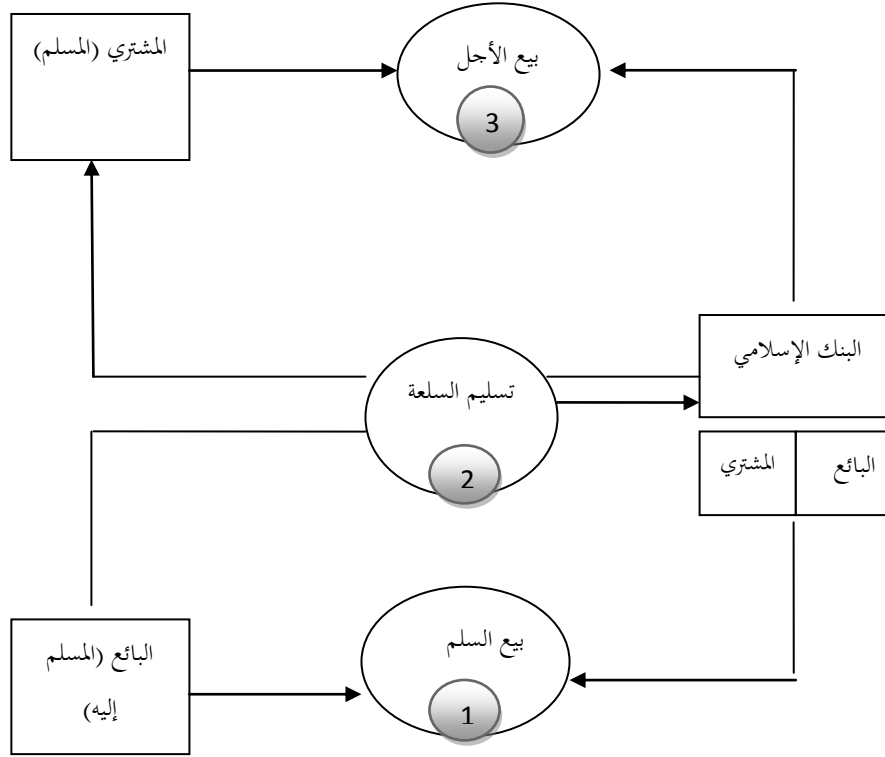 المشتري (المسلم)
بيع الأجل
3
البنك الإسلامي
تسليم السلعة
2
البائع
المشتري
بيع السلم
1
البائع (المسلم
إليه)